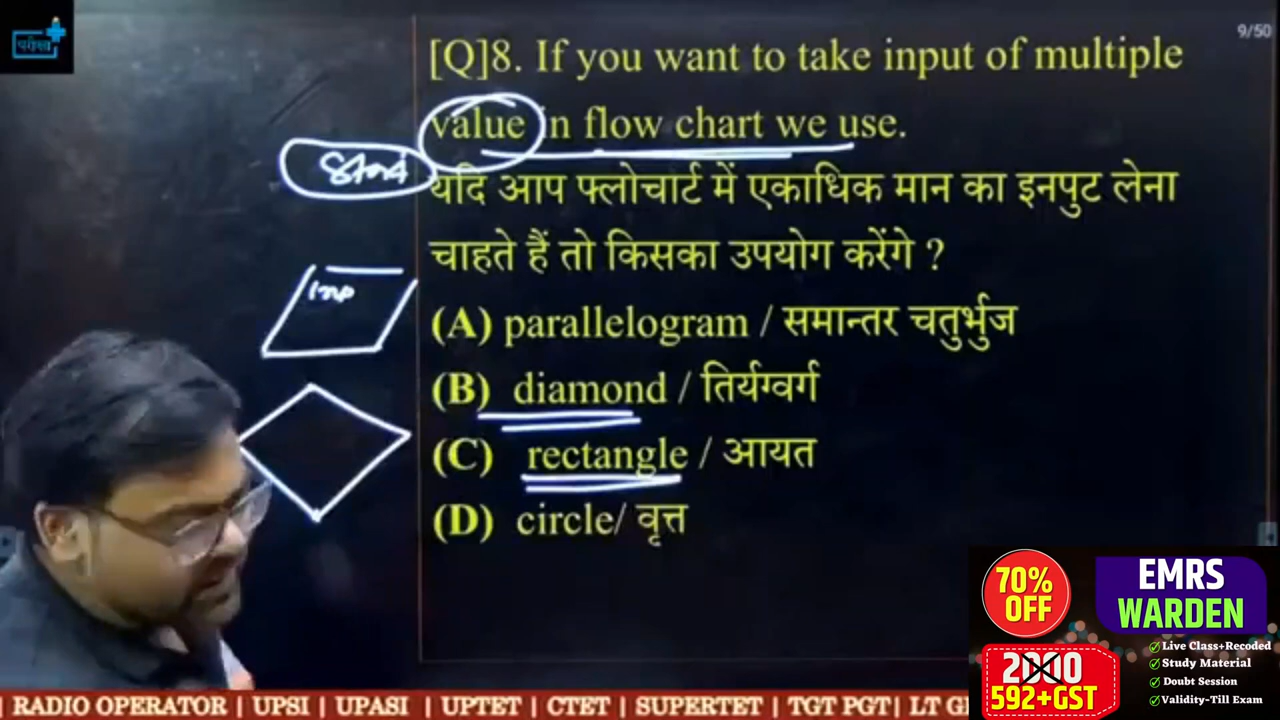 परीक्षा
9/50
[Q]8. If you want to take input of multiple
value in flow chart we use.
Start
यदि आप फ्लोचार्ट में एकाधिक मान का इनपुट लेना
चाहते हैं तो किसका उपयोग करेंगे ?
Inp
(A) parallelogram / समान्तर चतुर्भुज
(B) diamond / तिर्यग्वर्ग
(C) rectangle / आयत
(D) circle/ वृत्त
70%
OFF
EMRS
WARDEN
2000
592+GST
Live Class+Recoded
Study Material
Doubt Session
Validity-Till Exam
| RADIO OPERATOR | UPSI | UPASI | UPTET | CTET | SUPERTET | TGT PGT| LT G